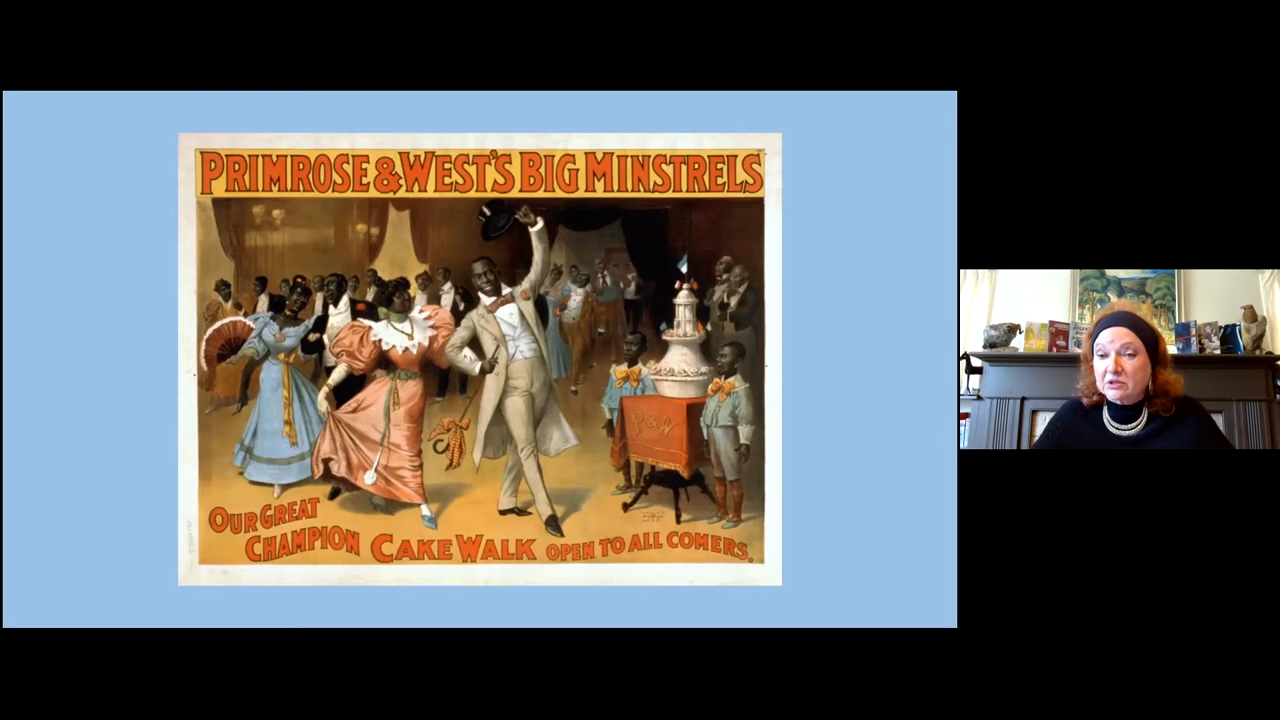 PRIMROSE & WEST'S BIG MINSTRELS
P & W
OUR GREAT
CHAMPION CAKE WALK OPEN TO ALL COMERS.